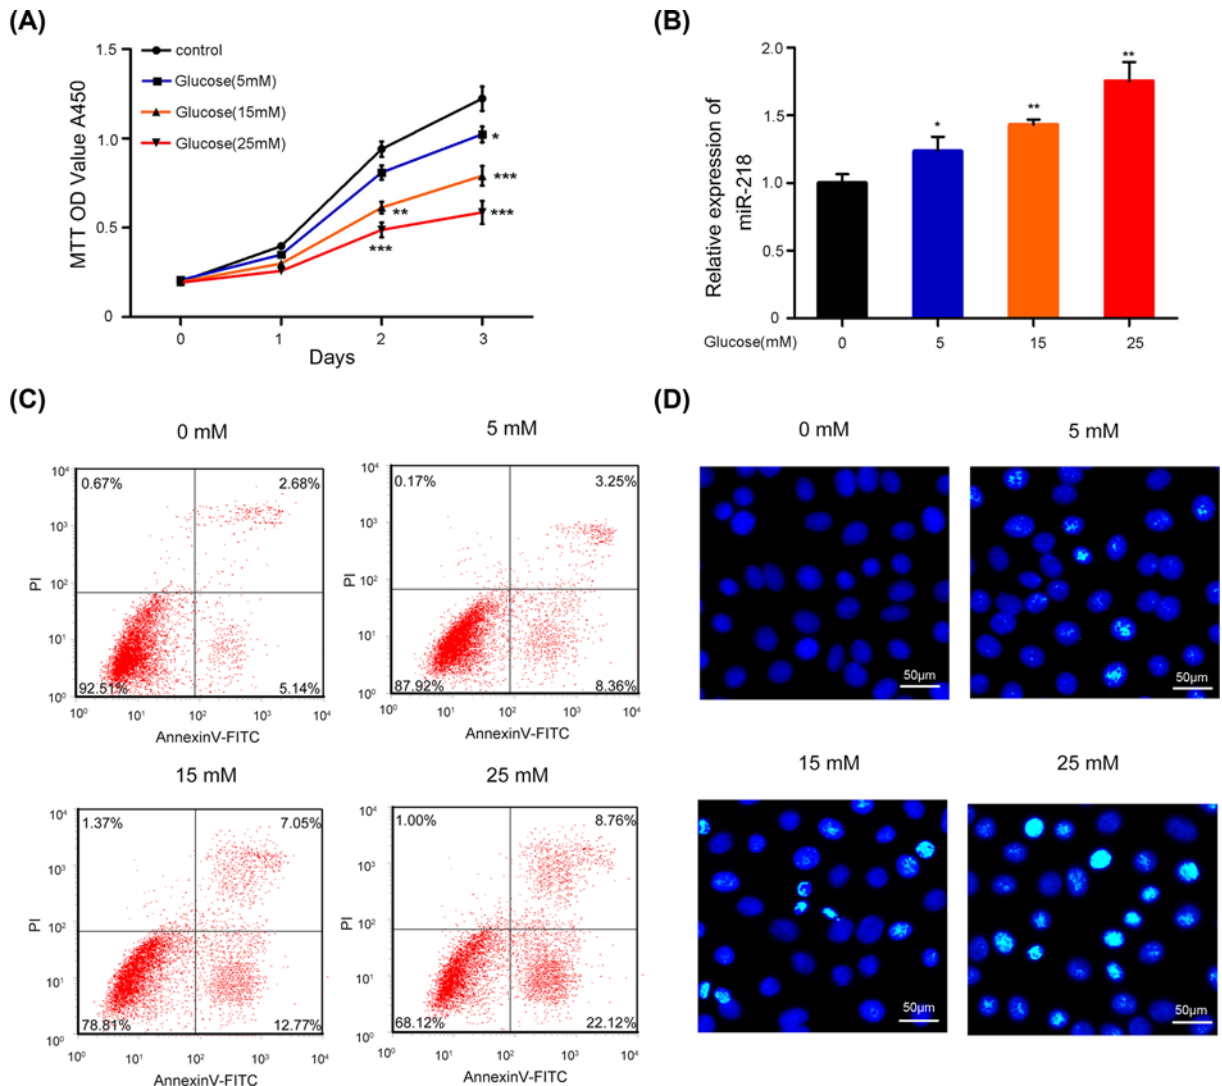 (A)
1.5
1.0
0.5
0
MTT OD Value A450
control
Glucose(5mM)
Glucose(15mM)
Glucose(25mM)
*
***
**
***
***
0 1 2 3
Days
(B)
2.0
1.5
1.0
0.5
0
Relative expression of
miR-218
*
**
**
Glucose(mM) 0 5 15 25
(C)
0 mM
10⁴
10³
10²
10¹
10⁰
PI
0.67% 2.68%
92.51% 5.14%
10⁰ 10¹ 10² 10³ 10⁴
AnnexinV-FITC
5 mM
10⁴
10³
10²
10¹
10⁰
PI
0.17% 3.25%
87.92% 8.36%
10⁰ 10¹ 10² 10³ 10⁴
AnnexinV-FITC
15 mM
10⁴
10³
10²
10¹
10⁰
PI
1.37% 7.05%
78.81% 12.77%
10⁰ 10¹ 10² 10³ 10⁴
AnnexinV-FITC
25 mM
10⁴
10³
10²
10¹
10⁰
PI
1.00% 8.76%
68.12% 22.12%
10⁰ 10¹ 10² 10³ 10⁴
AnnexinV-FITC
(D)
0 mM
50μm
5 mM
50μm
15 mM
50μm
25 mM
50μm